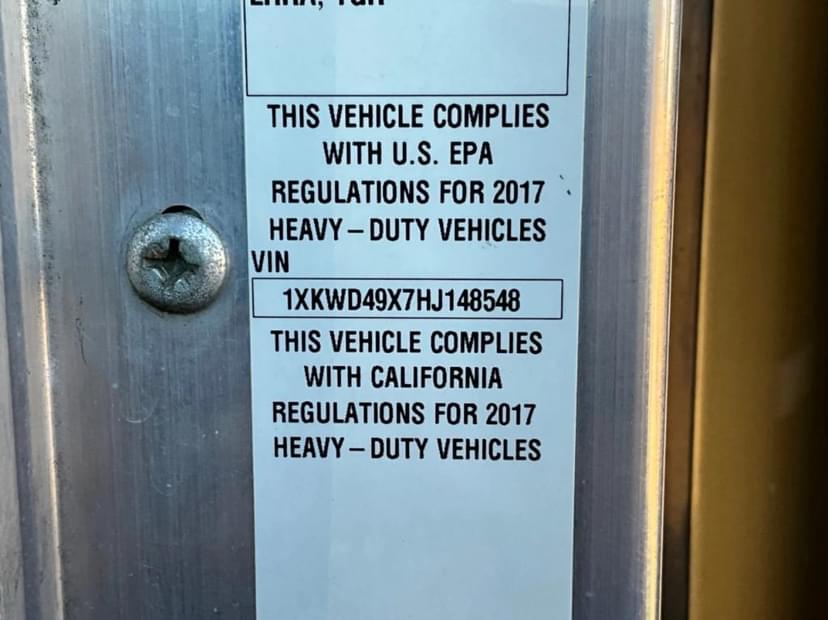 THIS VEHICLE COMPLIES
WITH U.S. EPA
REGULATIONS FOR 2017
HEAVY – DUTY VEHICLES
VIN
1XKWD49X7HJ148548
THIS VEHICLE COMPLIES
WITH CALIFORNIA
REGULATIONS FOR 2017
HEAVY – DUTY VEHICLES